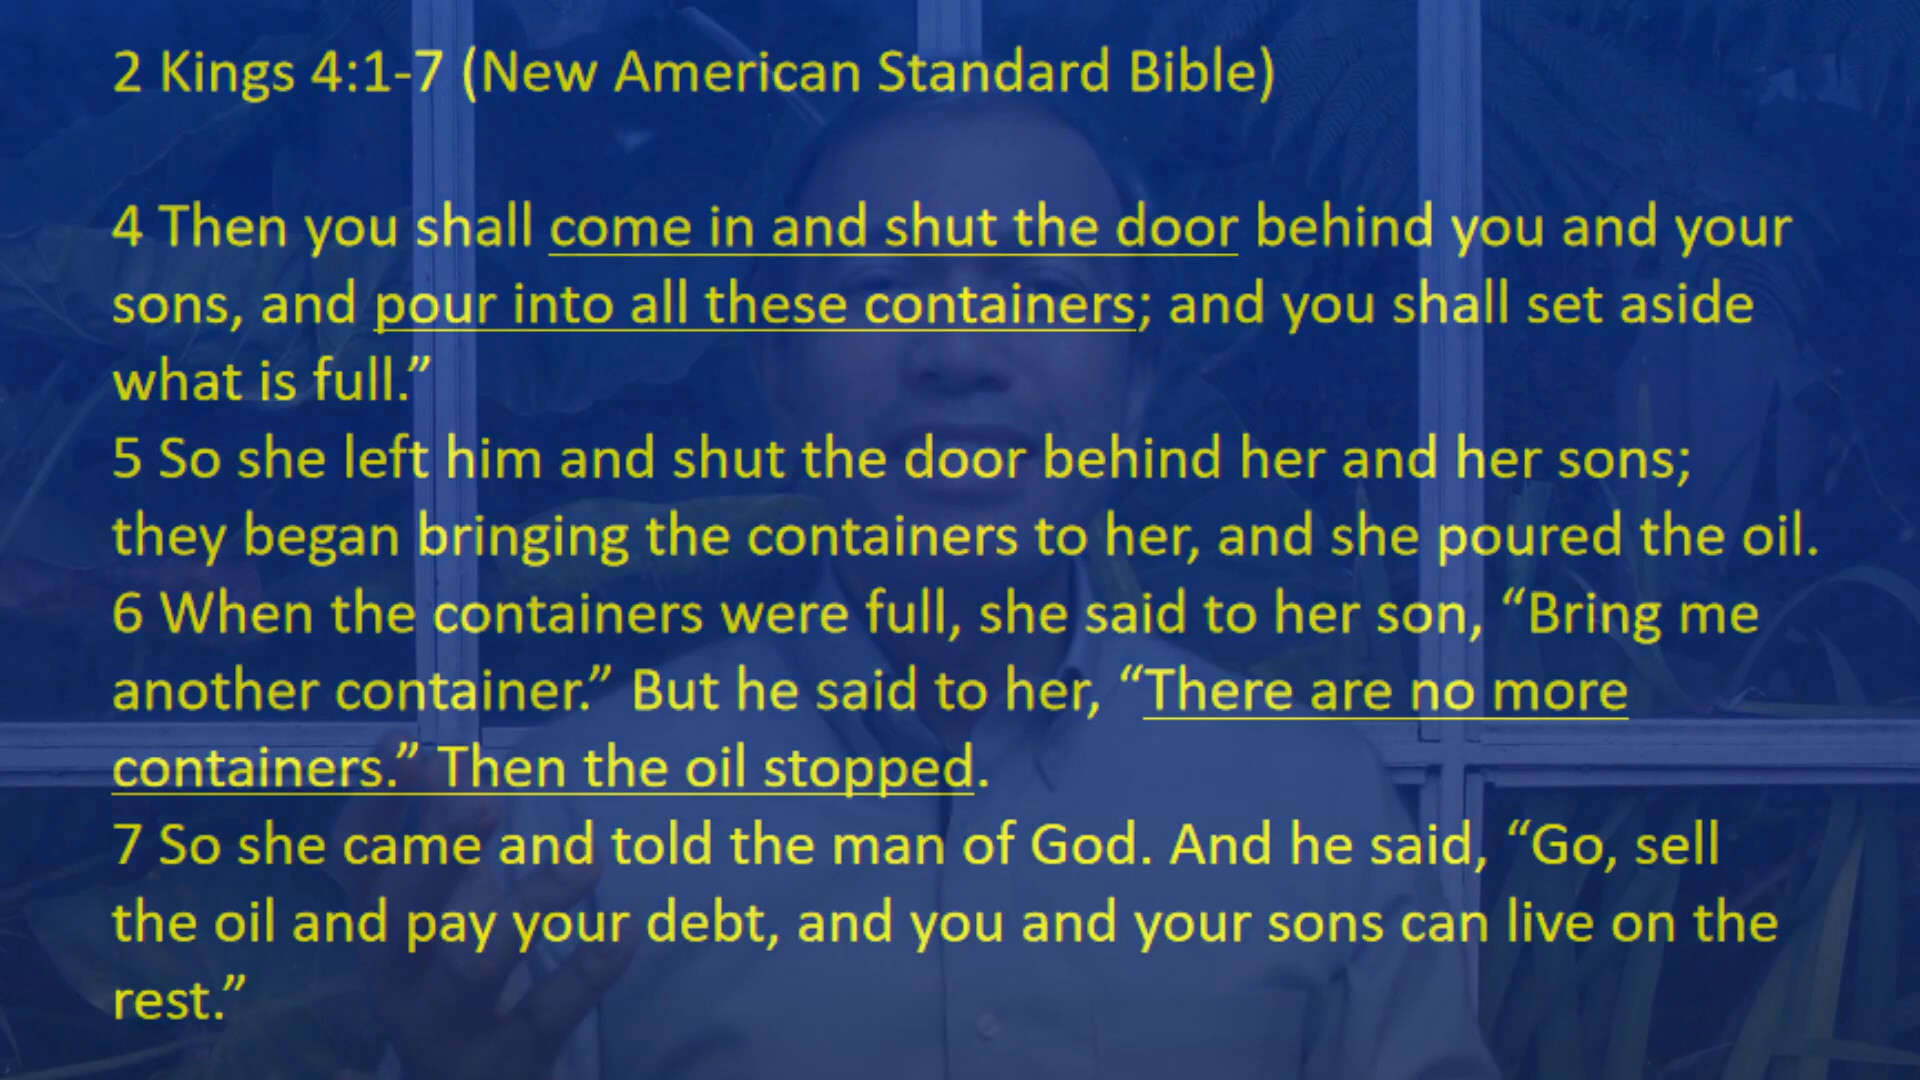 2 Kings 4:1-7 (New American Standard Bible)
4 Then you shall come in and shut the door behind you and your
sons, and pour into all these containers; and you shall set aside
what is full.”
5 So she left him and shut the door behind her and her sons;
they began bringing the containers to her, and she poured the oil.
6 When the containers were full, she said to her son, “Bring me
another container.” But he said to her, “There are no more
containers.” Then the oil stopped.
7 So she came and told the man of God. And he said, “Go, sell
the oil and pay your debt, and you and your sons can live on the
rest.”